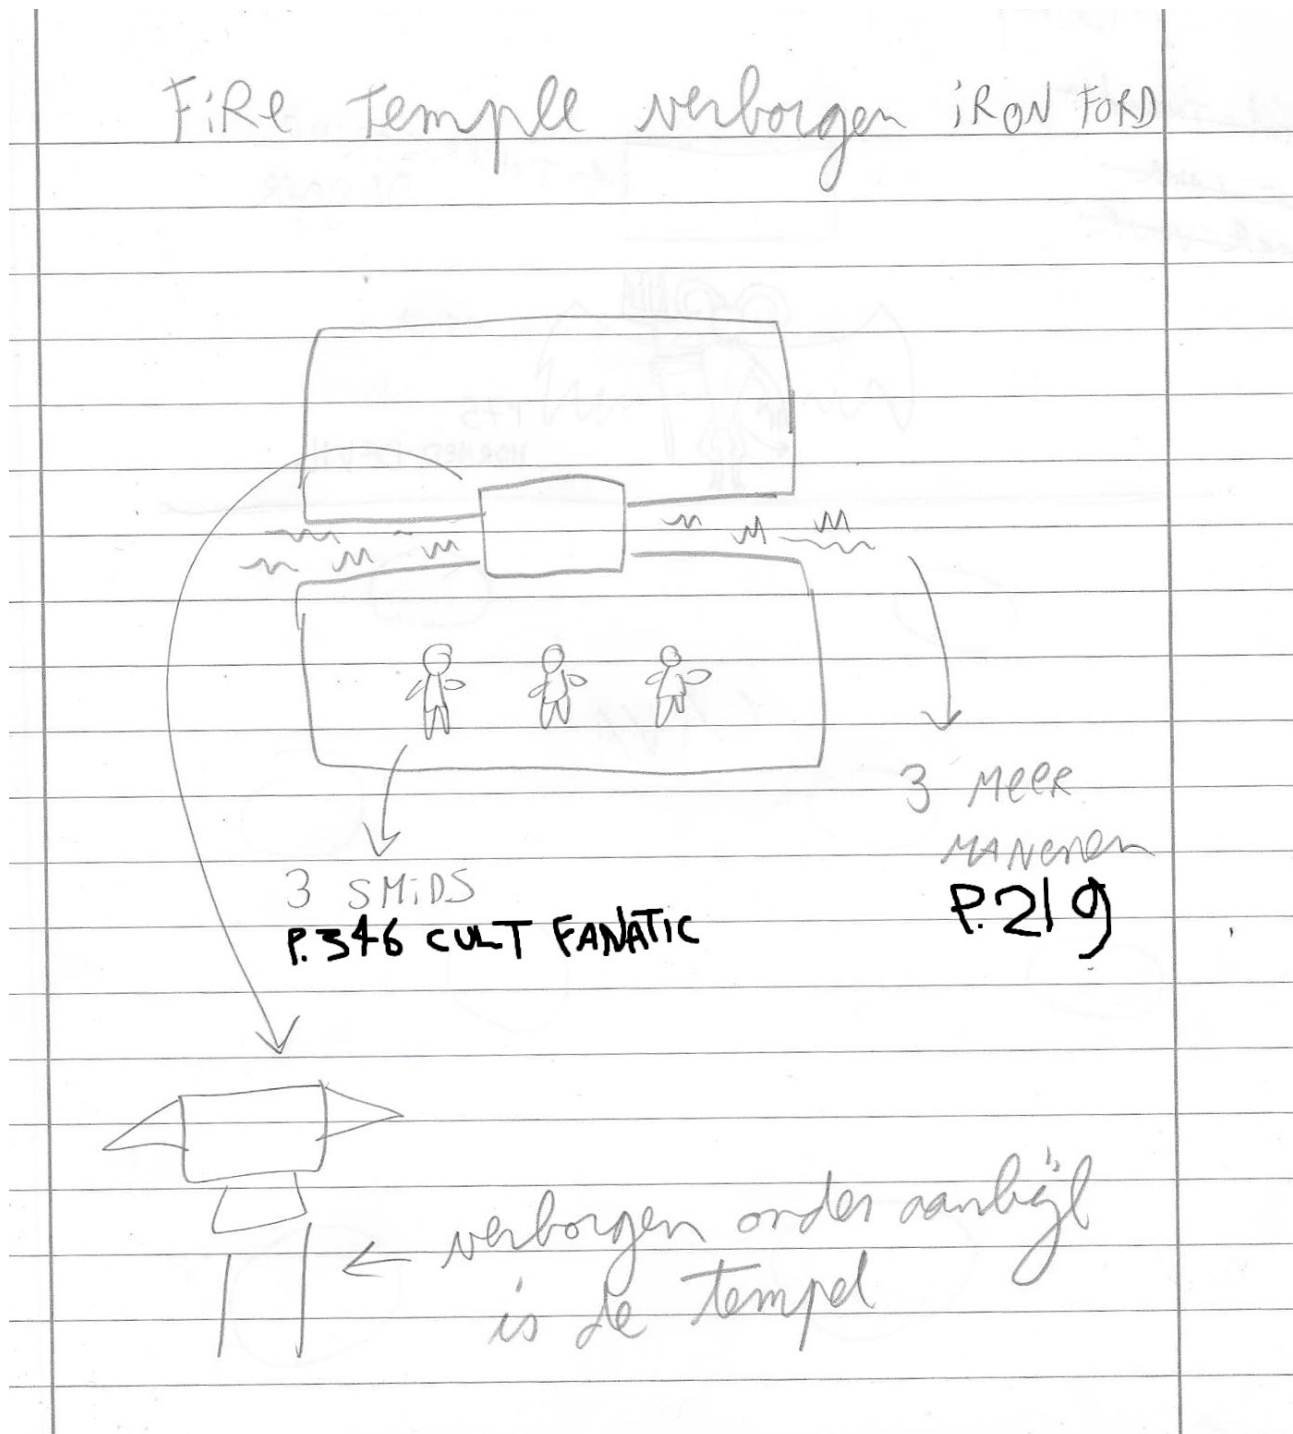 FiRe temple verborgen iRON FORD
3 MeeR
MANenen
P.219
3 SMiDS
P.346 CULT FANATIC
verborgen onder aanbijl
is de tempel